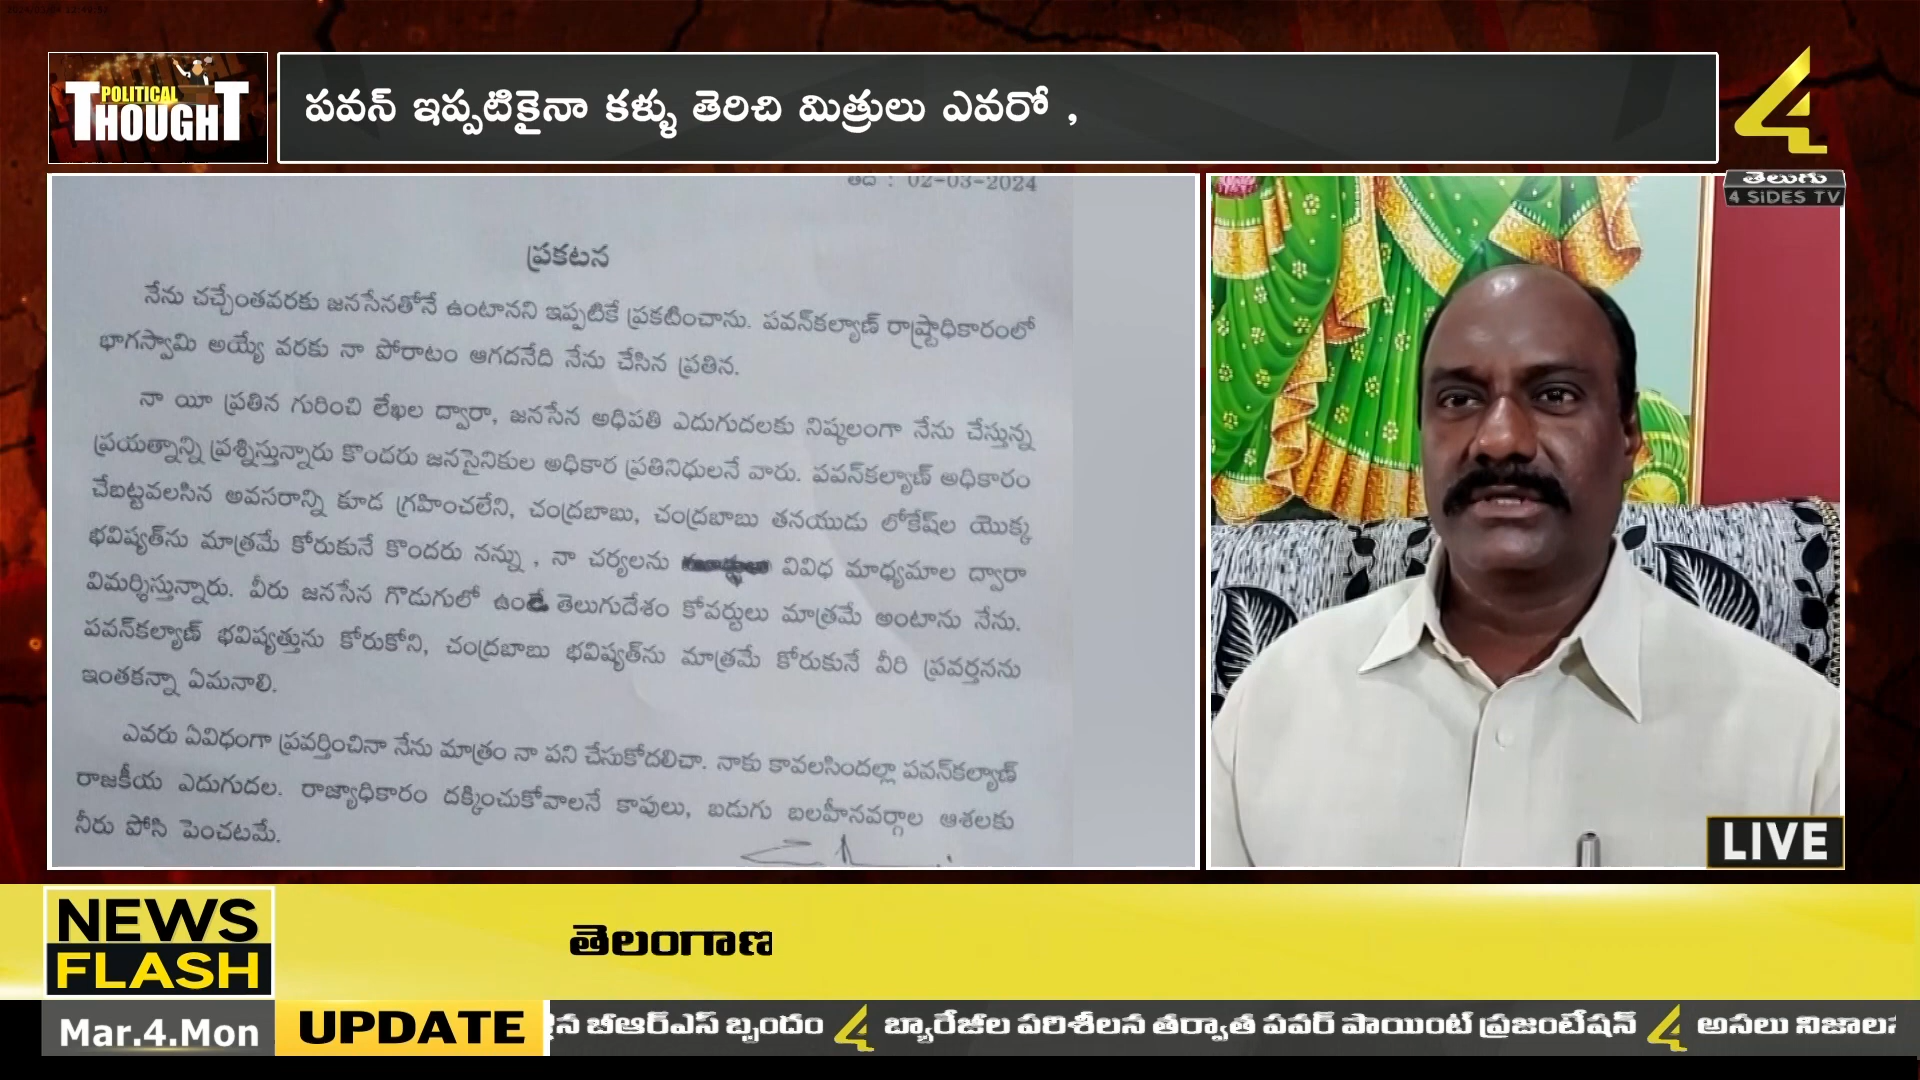 POLITICAL
THOUGHT
పవన్ ఇప్పటికైనా కళ్ళు తెరిచి మిత్రులు ఎవరో ,
4
తెలుగు
4 SiDES TV
తేది : 02-03-2024
ప్రకటన
నేను చచ్చేంతవరకు జనసేనతోనే ఉంటానని ఇప్పటికే ప్రకటించాను. పవన్‌కల్యాణ్ రాష్ట్రాధికారంలో
భాగస్వామి అయ్యే వరకు నా పోరాటం ఆగదనేది నేను చేసిన ప్రతిన.
నా యీ ప్రతిన గురించి లేఖల ద్వారా, జనసేన అధిపతి ఎదుగుదలకు నిష్కలంగా నేను చేస్తున్న
ప్రయత్నాన్ని ప్రశ్నిస్తున్నారు కొందరు జనసైనికుల అధికార ప్రతినిధులనే వారు. పవన్‌కల్యాణ్ అధికారం
చేబట్టవలసిన అవసరాన్ని కూడ గ్రహించలేని, చంద్రబాబు, చంద్రబాబు తనయుడు లోకేష్‌ల యొక్క
భవిష్యత్‌ను మాత్రమే కోరుకునే కొందరు నన్ను , నా చర్యలను వివిధ మాధ్యమాల ద్వారా
విమర్శిస్తున్నారు. వీరు జనసేన గొడుగులో ఉండే తెలుగుదేశం కోవర్టులు మాత్రమే అంటాను నేను.
పవన్‌కల్యాణ్ భవిష్యత్తును కోరుకోని, చంద్రబాబు భవిష్యత్‌ను మాత్రమే కోరుకునే వీరి ప్రవర్తనను
ఇంతకన్నా ఏమనాలి.
ఎవరు ఏవిధంగా ప్రవర్తించినా నేను మాత్రం నా పని చేసుకోదలిచా. నాకు కావలసిందల్లా పవన్‌కల్యాణ్
రాజకీయ ఎదుగుదల. రాజ్యాధికారం దక్కించుకోవాలనే కాపులు, బడుగు బలహీనవర్గాల ఆశలకు
నీరు పోసి పెంచటమే.
LIVE
NEWS
FLASH
తెలంగాణ
Mar.4.Mon
UPDATE
బీఆర్ఎస్ బృందం 4 బ్యారేజీల పరిశీలన తర్వాత పవర్ పాయింట్ ప్రజంటేషన్ 4 అసలు